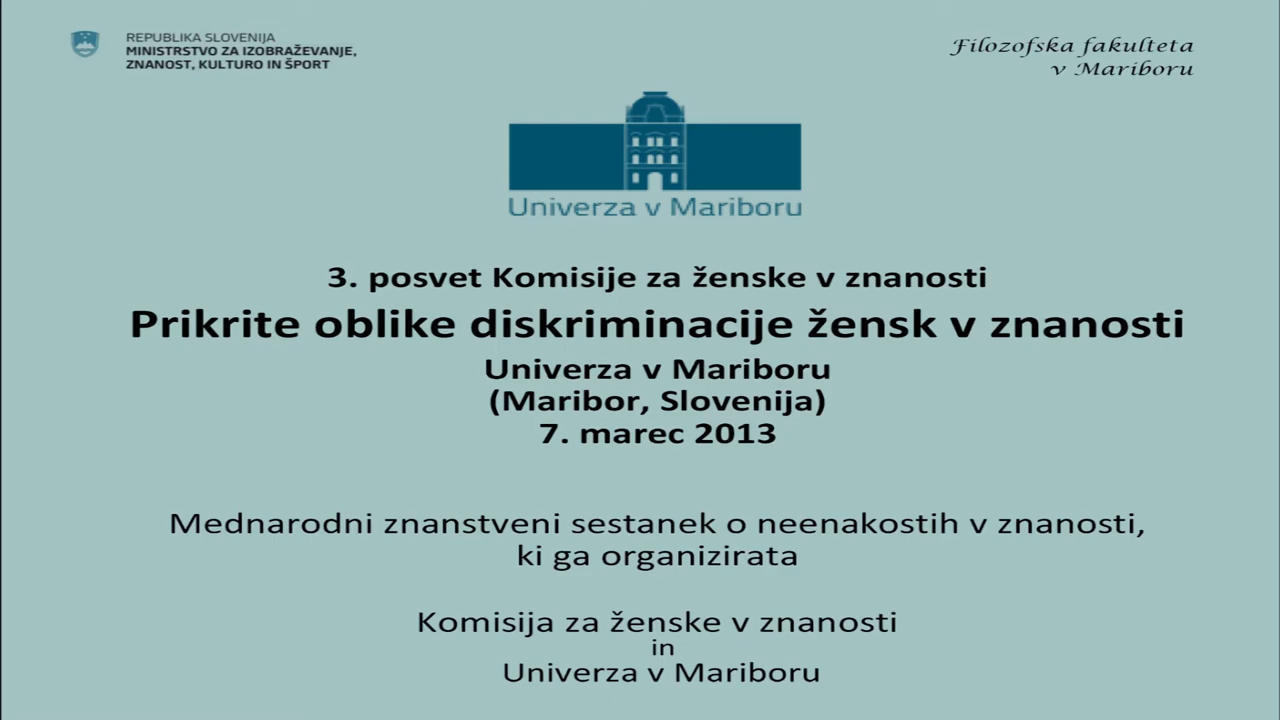 REPUBLIKA SLOVENIJA
MINISTRSTVO ZA IZOBRAŽEVANJE,
ZNANOST, KULTURO IN ŠPORT
Filozofska fakulteta
v Mariboru
Univerza v Mariboru
3. posvet Komisije za ženske v znanosti
Prikrite oblike diskriminacije žensk v znanosti
Univerza v Mariboru
(Maribor, Slovenija)
7. marec 2013
Mednarodni znanstveni sestanek o neenakostih v znanosti,
ki ga organizirata
Komisija za ženske v znanosti
in
Univerza v Mariboru